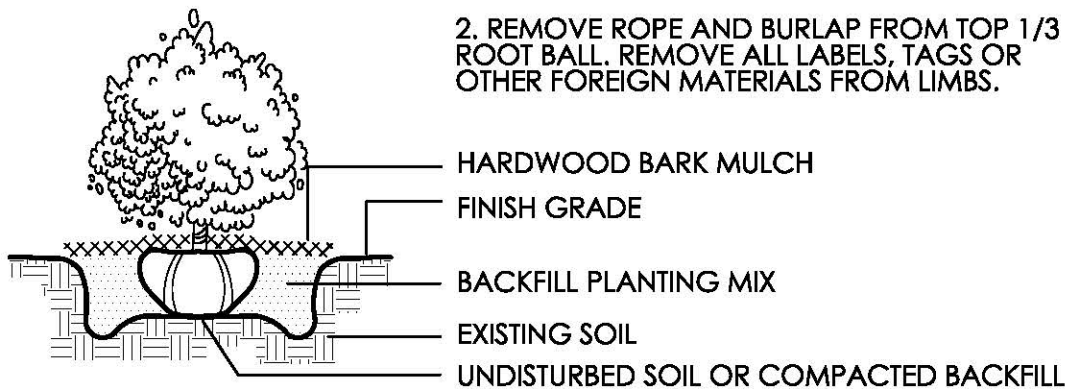 2. REMOVE ROPE AND BURLAP FROM TOP 1/3
ROOT BALL. REMOVE ALL LABELS, TAGS OR
OTHER FOREIGN MATERIALS FROM LIMBS.
HARDWOOD BARK MULCH
FINISH GRADE
BACKFILL PLANTING MIX
EXISTING SOIL
UNDISTURBED SOIL OR COMPACTED BACKFILL